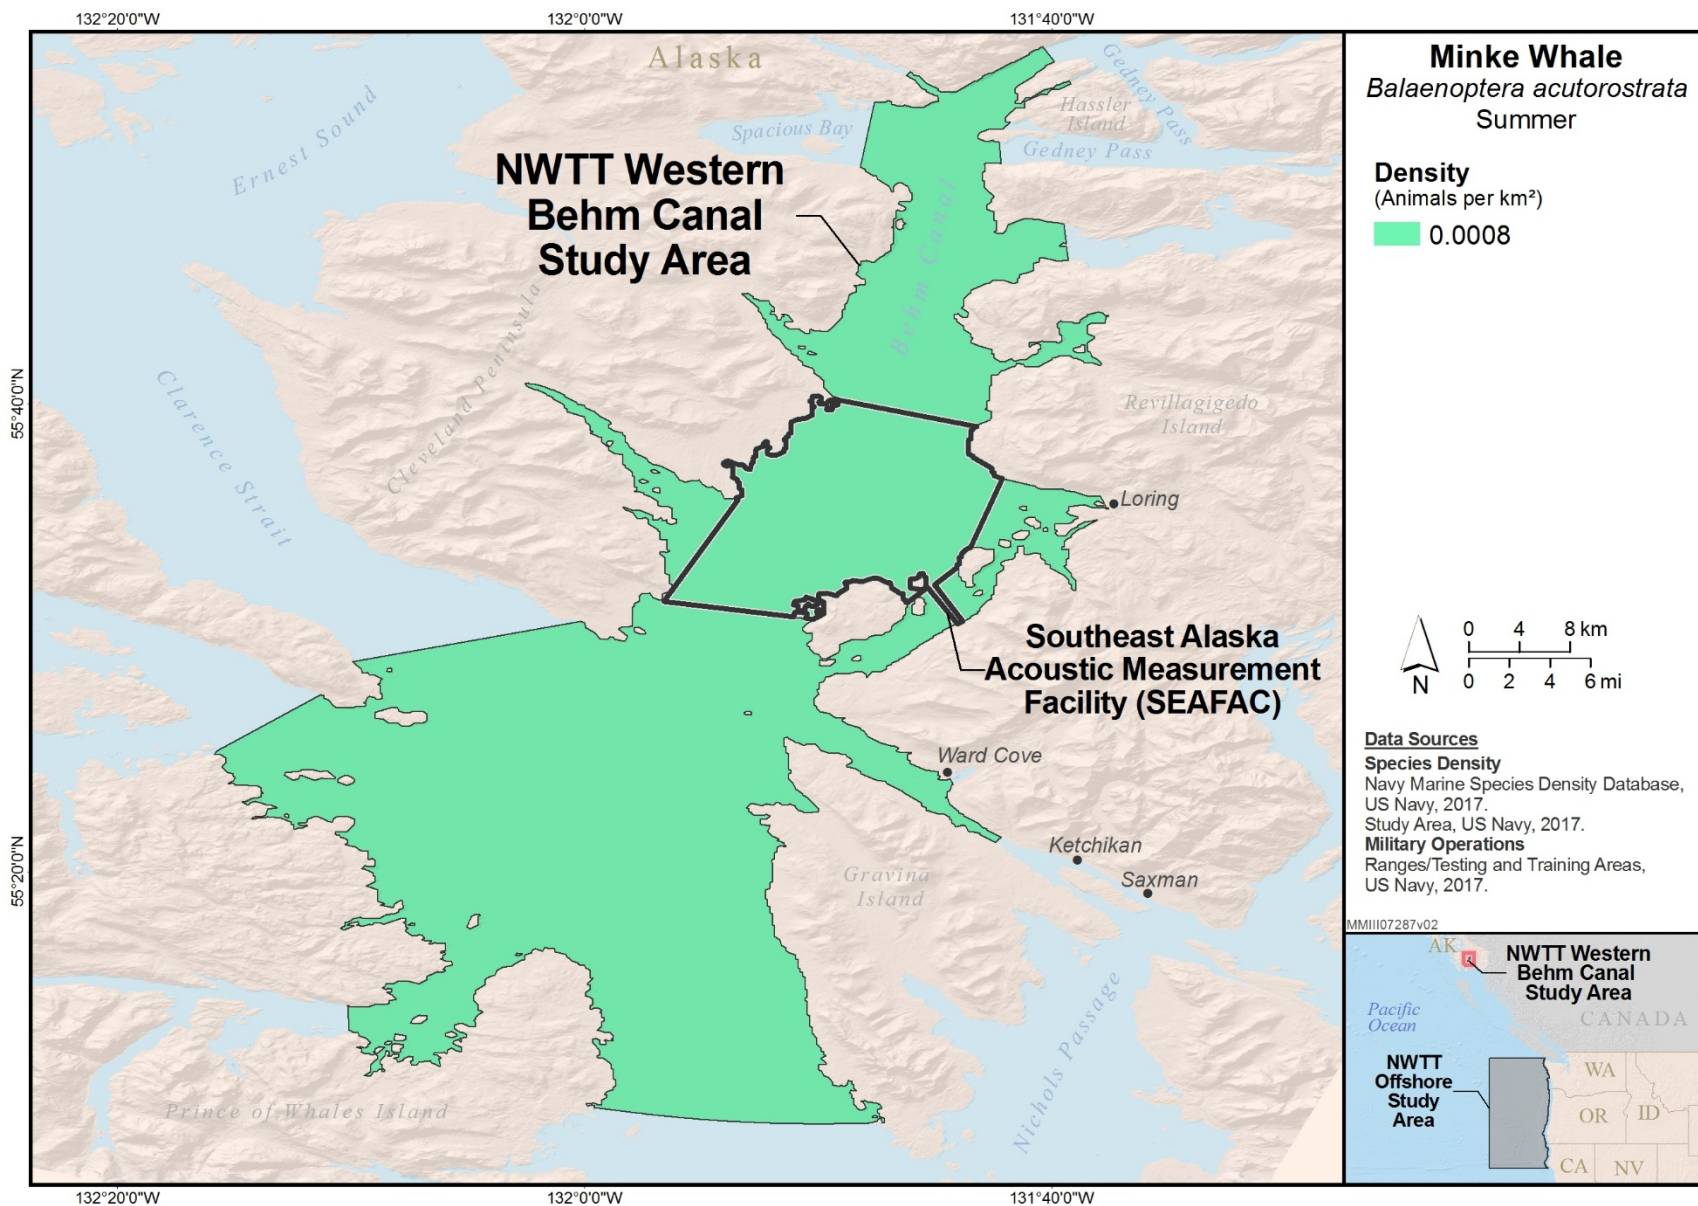 132°20'0"W
132°0'0"W
131°40'0"W
Alaska
Ernest Sound
Spacious Bay
Gedney Pass
Hassler
Island
Gedney Pass
NWTT Western
Behm Canal
Study Area
Behm Canal
Cleveland Peninsula
Clarence Strait
55°40'0"N
Revillagigedo
Island
Loring
Southeast Alaska
Acoustic Measurement
Facility (SEAFAC)
Ward Cove
Ketchikan
Saxman
Gravina
Island
55°20'0"N
Nichols Passage
Prince of Whales Island
132°20'0"W
132°0'0"W
131°40'0"W
Minke Whale
Balaenoptera acutorostrata
Summer
Density
(Animals per km²)
0.0008
N
0 4 8 km
0 2 4 6 mi
Data Sources
Species Density
Navy Marine Species Density Database,
US Navy, 2017.
Study Area, US Navy, 2017.
Military Operations
Ranges/Testing and Training Areas,
US Navy, 2017.
MMIII07287v02
AK
NWTT Western
Behm Canal
Study Area
Pacific
Ocean
CANADA
NWTT
Offshore
Study
Area
WA
OR
ID
CA
NV